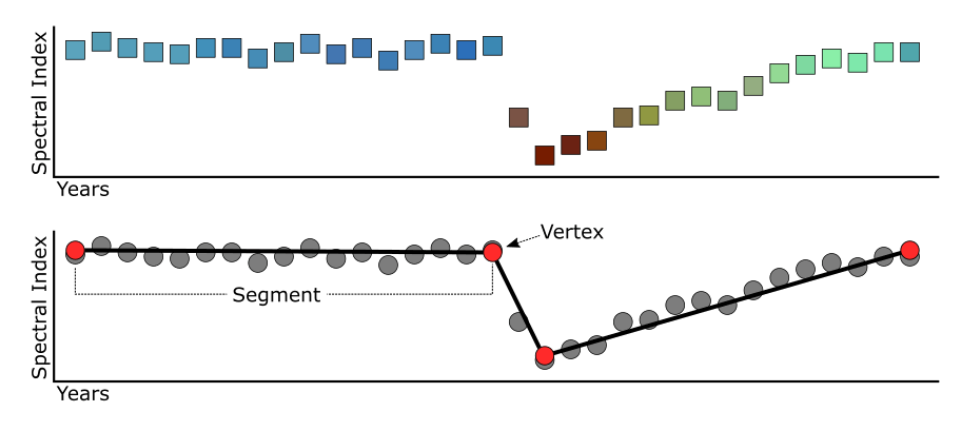 Spectral Index
Years
Spectral Index
Vertex
Segment
Years